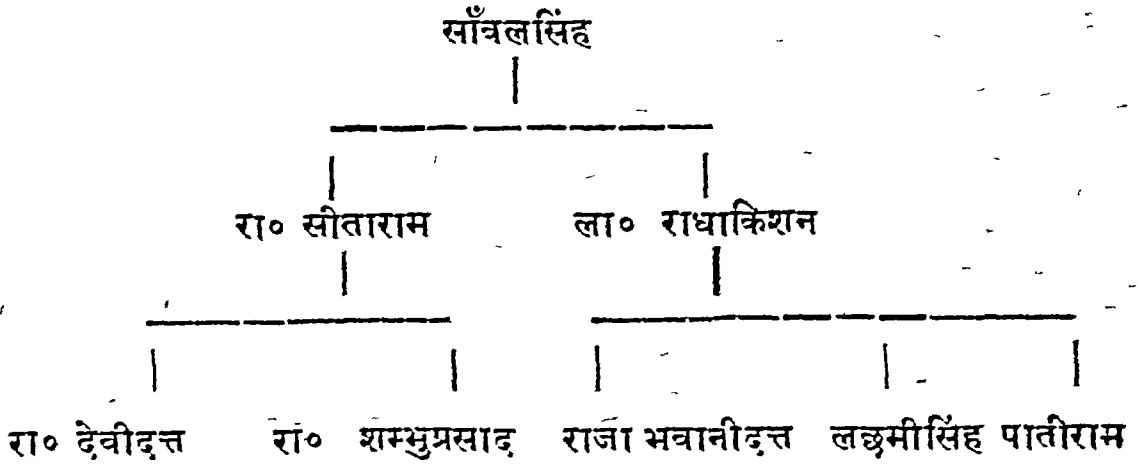 साँवलसिंह
रा० सीताराम ला० राधाकिशन
रा० देवीदत्त रा० शम्भुप्रसाद राजा भवानीदत्त लछमीसिंह पातीराम